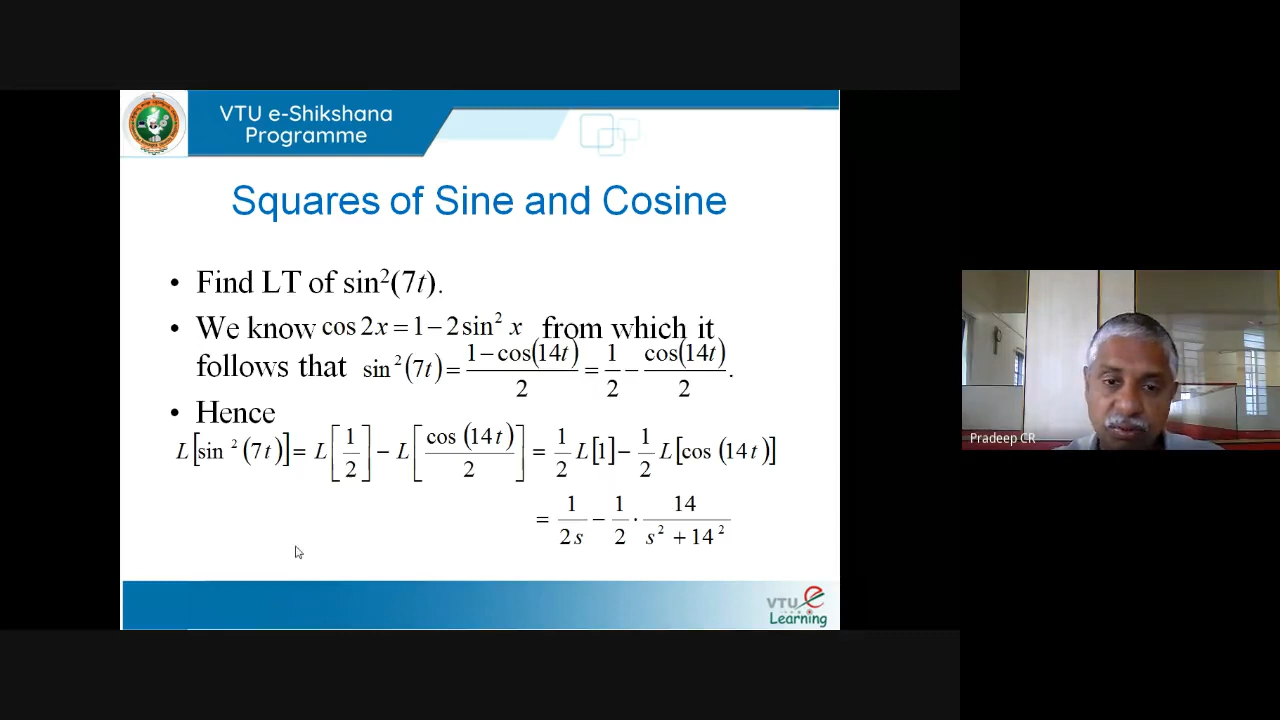 VTU e-Shikshana
Programme
Squares of Sine and Cosine
• Find LT of sin²(7t).
• We know cos 2x = 1 − 2 sin² x from which it
follows that sin²(7t) = (1 − cos(14t))/2 = 1/2 − cos(14t)/2.
• Hence
L[sin²(7t)] = L[1/2] − L[cos(14t)/2] = 1/2 L[1] − 1/2 L[cos(14t)]
= 1/(2s) − 1/2 · 14/(s² + 14²)
VTU e
Learning
Pradeep CR